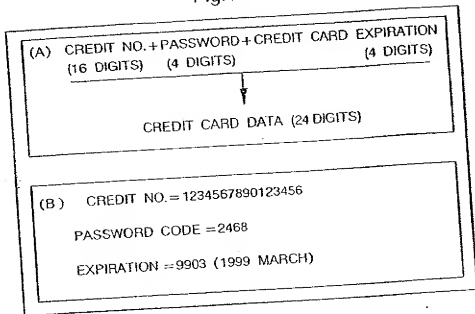 (A) CREDIT NO.+PASSWORD+CREDIT CARD EXPIRATION
(16 DIGITS) (4 DIGITS) (4 DIGITS)
CREDIT CARD DATA (24 DIGITS)
(B) CREDIT NO.=1234567890123456
PASSWORD CODE =2468
EXPIRATION =9903 (1999 MARCH)